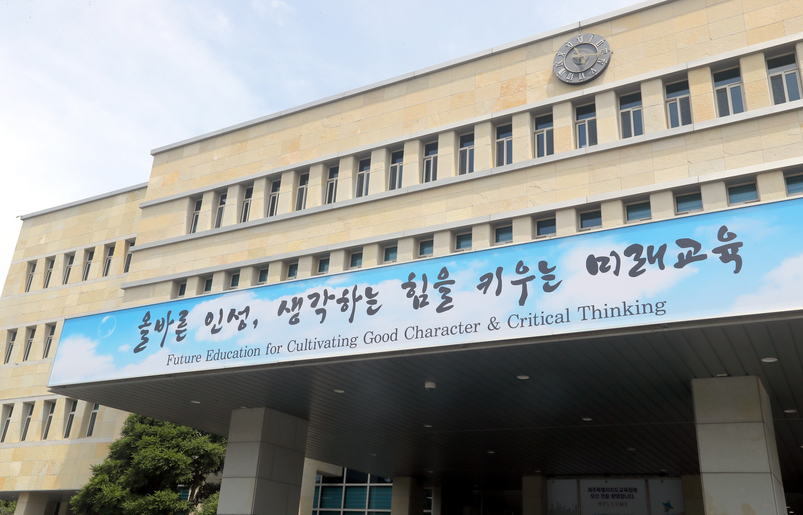 올바른 인성, 생각하는 힘을 키우는 미래교육
Future Education for Cultivating Good Character & Critical Thinking